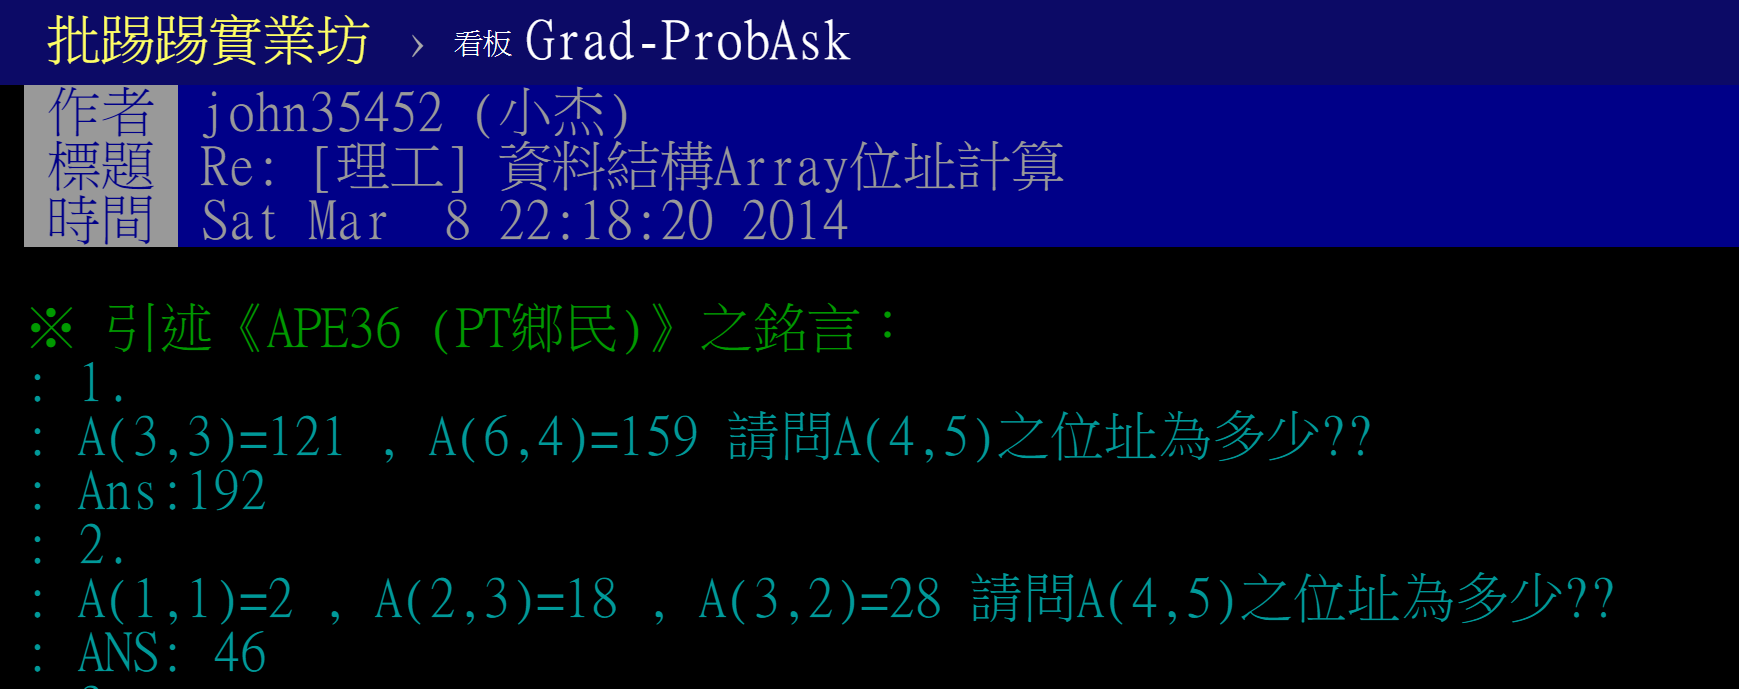 批踢踢實業坊 › 看板 Grad-ProbAsk
作者 john35452 (小杰)
標題 Re: [理工] 資料結構Array位址計算
時間 Sat Mar  8 22:18:20 2014
※ 引述《APE36 (PT鄉民)》之銘言：
: 1.
: A(3,3)=121 , A(6,4)=159 請問A(4,5)之位址為多少??
: Ans:192
: 2.
: A(1,1)=2 , A(2,3)=18 , A(3,2)=28 請問A(4,5)之位址為多少??
: ANS: 46